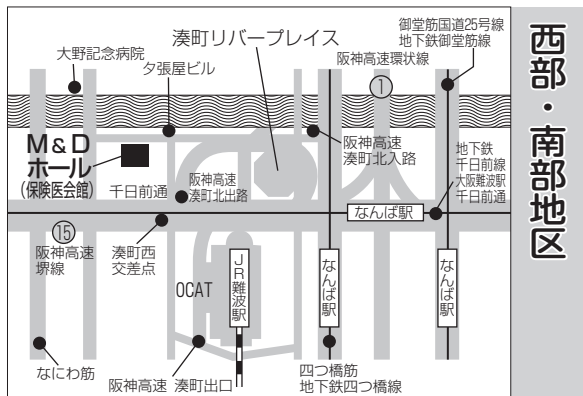 御堂筋国道25号線
地下鉄御堂筋線
湊町リバープレイス
大野記念病院
夕張屋ビル
阪神高速環状線
①
M&D
ホール
(保険医会館)
阪神高速
湊町北入路
地下鉄
千日前線
大阪難波駅
千日前通
千日前通
阪神高速
湊町北出路
なんば駅
⑮
阪神高速
堺線
湊町西
交差点
OCAT
JR難波駅
なんば駅
なんば駅
なにわ筋
阪神高速 湊町出口
四つ橋筋
地下鉄四つ橋線
西部・南部地区